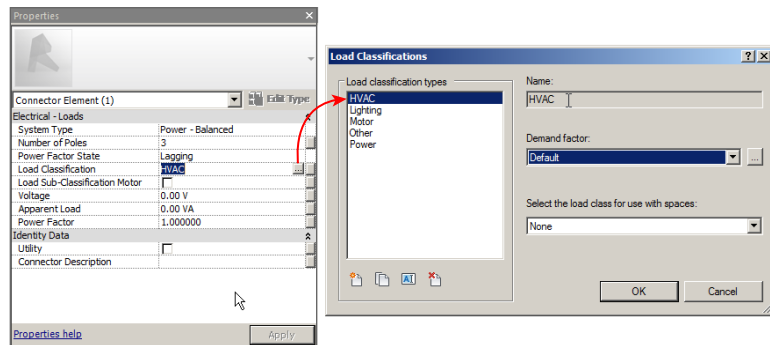 Properties
Connector Element (1)
Edit Type
Electrical - Loads
System Type Power - Balanced
Number of Poles 3
Power Factor State Lagging
Load Classification HVAC ...
Load Sub-Classification Motor
Voltage 0.00 V
Apparent Load 0.00 VA
Power Factor 1.000000
Identity Data
Utility
Connector Description
Properties help
Apply
Load Classifications
Load classification types
HVAC
Lighting
Motor
Other
Power
Name:
HVAC
Demand factor:
Default
...
Select the load class for use with spaces:
None
OK
Cancel